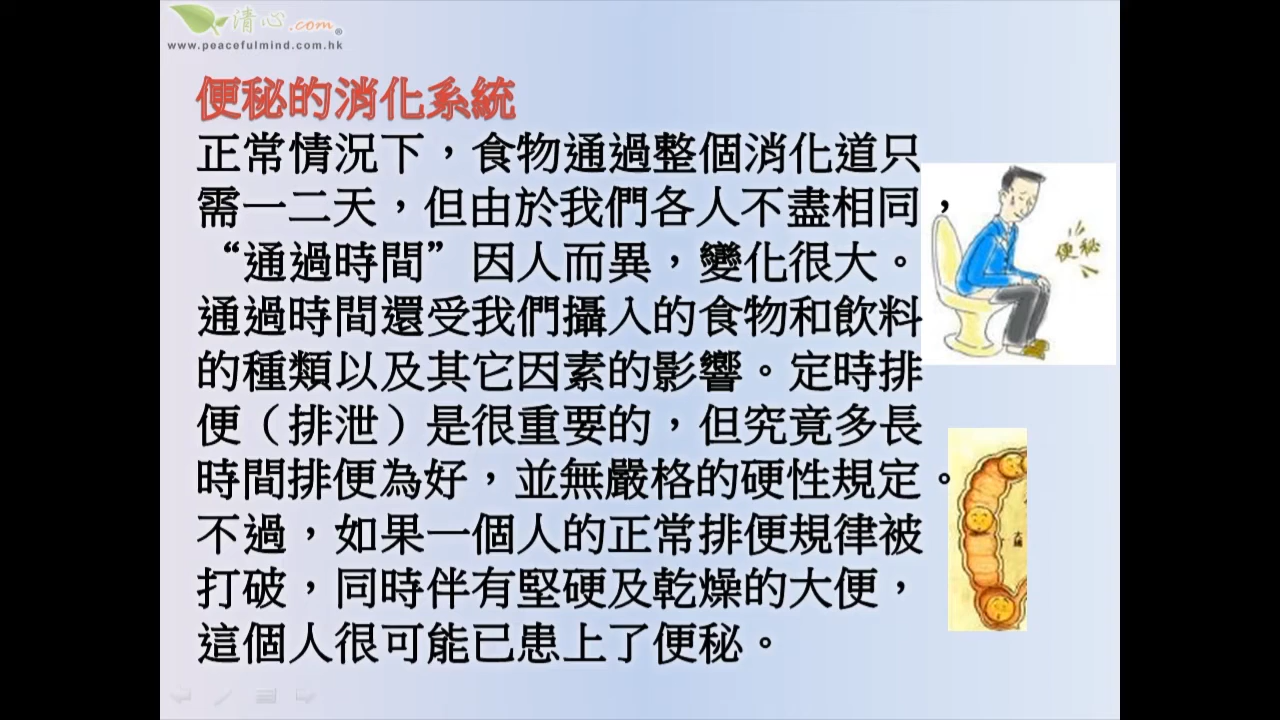 清心.com®
www.peacefulmind.com.hk
便秘的消化系統
正常情況下，食物通過整個消化道只
需一二天，但由於我們各人不盡相同，
“通過時間”因人而異，變化很大。
通過時間還受我們攝入的食物和飲料
的種類以及其它因素的影響。定時排
便（排泄）是很重要的，但究竟多長
時間排便為好，並無嚴格的硬性規定。
不過，如果一個人的正常排便規律被
打破，同時伴有堅硬及乾燥的大便，
這個人很可能已患上了便秘。
便秘
大腸